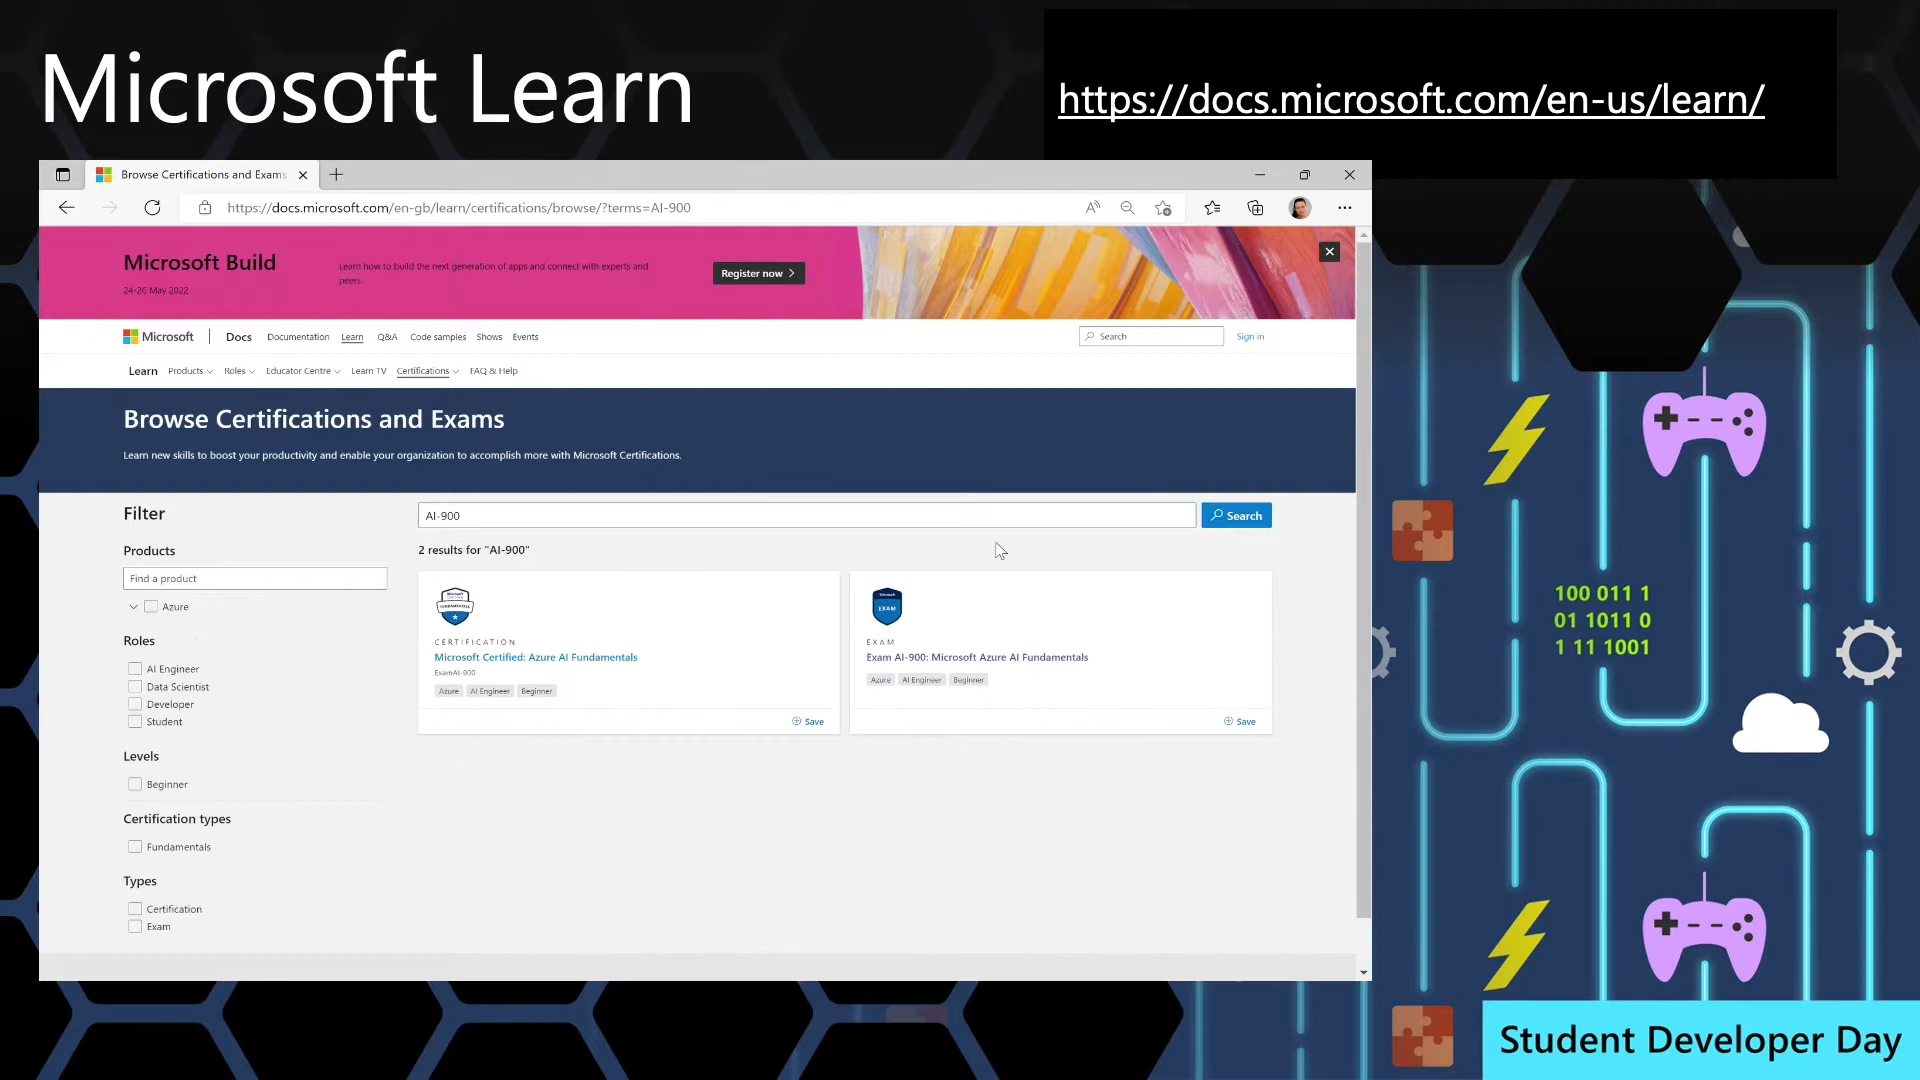 Microsoft Learn
https://docs.microsoft.com/en-us/learn/
Browse Certifications and Exams
https://docs.microsoft.com/en-gb/learn/certifications/browse/?terms=AI-900
Microsoft Build
24-26 May 2022
Learn how to build the next generation of apps and connect with experts and
peers.
Register now
Microsoft
Docs
Documentation
Learn
Q&A
Code samples
Shows
Events
Search
Sign in
Learn
Products
Roles
Educator Centre
Learn TV
Certifications
FAQ & Help
Browse Certifications and Exams
Learn new skills to boost your productivity and enable your organization to accomplish more with Microsoft Certifications.
Filter
Products
Find a product
Azure
Roles
AI Engineer
Data Scientist
Developer
Student
Levels
Beginner
Certification types
Fundamentals
Types
Certification
Exam
AI-900
Search
2 results for "AI-900"
FUNDAMENTALS
CERTIFICATION
Microsoft Certified: Azure AI Fundamentals
ExamAI-900
Azure
AI Engineer
Beginner
Save
Microsoft
EXAM
EXAM
Exam AI-900: Microsoft Azure AI Fundamentals
Azure
AI Engineer
Beginner
Save
100 011 1
01 1011 0
1 11 1001
Student Developer Day